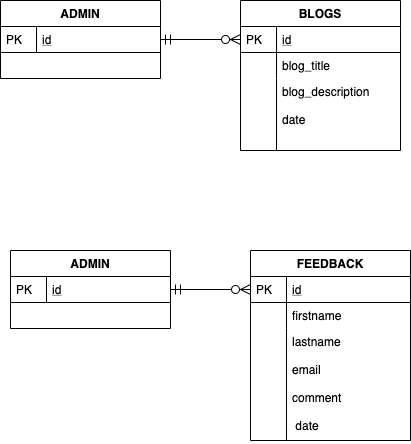 ADMIN
PK id
BLOGS
PK id
blog_title
blog_description
date
ADMIN
PK id
FEEDBACK
PK id
firstname
lastname
email
comment
date